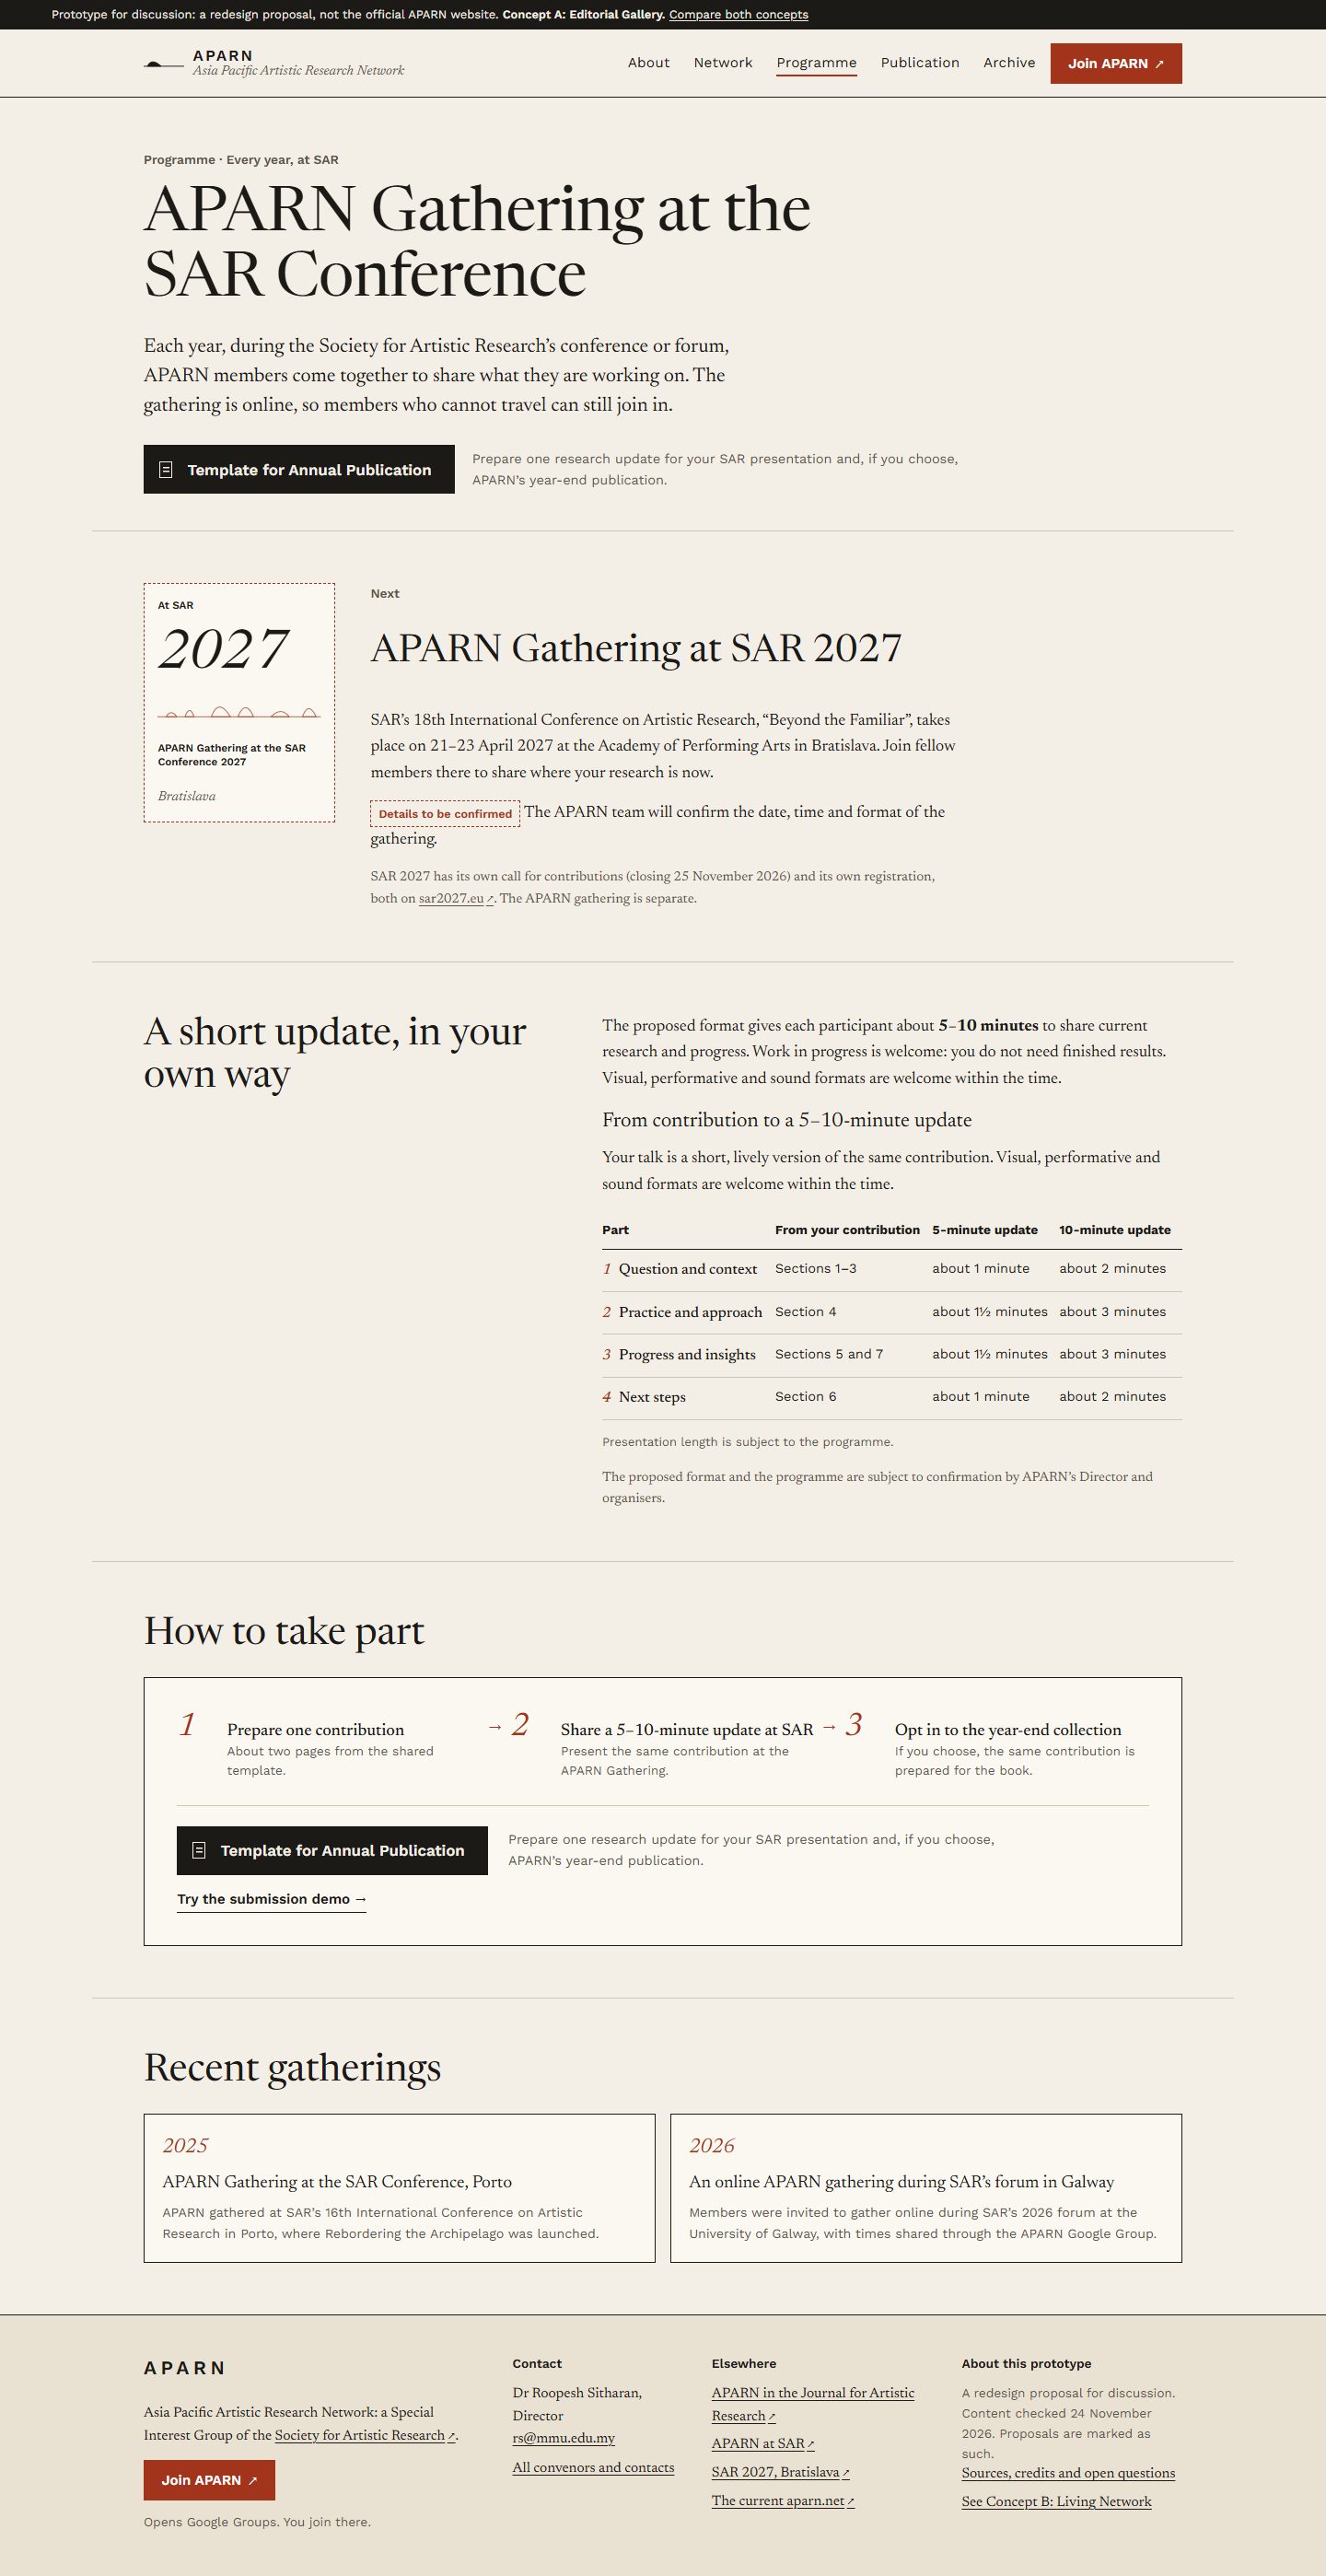 Prototype for discussion: a redesign proposal, not the official APARN website. Concept A: Editorial Gallery. Compare both concepts
APARN
Asia Pacific Artistic Research Network
About Network Programme Publication Archive Join APARN ↗
Programme · Every year, at SAR
APARN Gathering at the
SAR Conference
Each year, during the Society for Artistic Research’s conference or forum,
APARN members come together to share what they are working on. The
gathering is online, so members who cannot travel can still join in.
Template for Annual Publication
Prepare one research update for your SAR presentation and, if you choose,
APARN’s year-end publication.
At SAR
2027
APARN Gathering at the SAR
Conference 2027
Bratislava
Next
APARN Gathering at SAR 2027
SAR’s 18th International Conference on Artistic Research, “Beyond the Familiar”, takes
place on 21–23 April 2027 at the Academy of Performing Arts in Bratislava. Join fellow
members there to share where your research is now.
Details to be confirmed The APARN team will confirm the date, time and format of the
gathering.
SAR 2027 has its own call for contributions (closing 25 November 2026) and its own registration,
both on sar2027.eu ↗. The APARN gathering is separate.
A short update, in your
own way
The proposed format gives each participant about 5–10 minutes to share current
research and progress. Work in progress is welcome: you do not need finished results.
Visual, performative and sound formats are welcome within the time.
From contribution to a 5–10-minute update
Your talk is a short, lively version of the same contribution. Visual, performative and
sound formats are welcome within the time.
Part From your contribution 5-minute update 10-minute update
1 Question and context Sections 1–3 about 1 minute about 2 minutes
2 Practice and approach Section 4 about 1½ minutes about 3 minutes
3 Progress and insights Sections 5 and 7 about 1½ minutes about 3 minutes
4 Next steps Section 6 about 1 minute about 2 minutes
Presentation length is subject to the programme.
The proposed format and the programme are subject to confirmation by APARN’s Director and
organisers.
How to take part
1 Prepare one contribution
About two pages from the shared
template.
→ 2 Share a 5–10-minute update at SAR
Present the same contribution at the
APARN Gathering.
→ 3 Opt in to the year-end collection
If you choose, the same contribution is
prepared for the book.
Template for Annual Publication
Prepare one research update for your SAR presentation and, if you choose,
APARN’s year-end publication.
Try the submission demo →
Recent gatherings
2025
APARN Gathering at the SAR Conference, Porto
APARN gathered at SAR’s 16th International Conference on Artistic
Research in Porto, where Rebordering the Archipelago was launched.
2026
An online APARN gathering during SAR’s forum in Galway
Members were invited to gather online during SAR’s 2026 forum at the
University of Galway, with times shared through the APARN Google Group.
APARN
Asia Pacific Artistic Research Network: a Special
Interest Group of the Society for Artistic Research ↗.
Join APARN ↗
Opens Google Groups. You join there.
Contact
Dr Roopesh Sitharan,
Director
rs@mmu.edu.my
All convenors and contacts
Elsewhere
APARN in the Journal for Artistic
Research ↗
APARN at SAR ↗
SAR 2027, Bratislava ↗
The current aparn.net ↗
About this prototype
A redesign proposal for discussion.
Content checked 24 November
2026. Proposals are marked as
such.
Sources, credits and open questions
See Concept B: Living Network